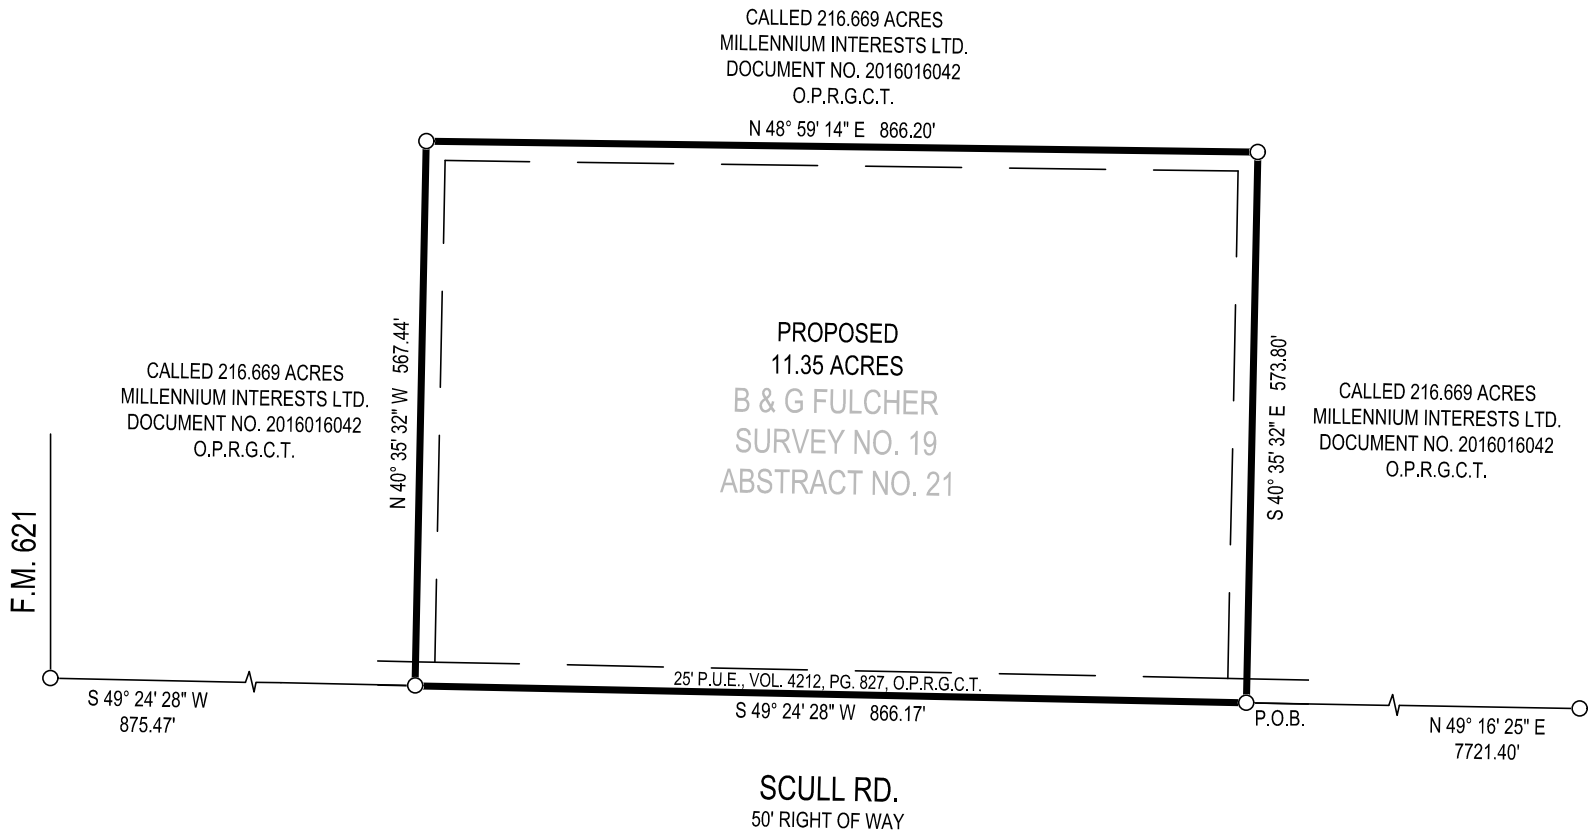 CALLED 216.669 ACRES
MILLENNIUM INTERESTS LTD.
DOCUMENT NO. 2016016042
O.P.R.G.C.T.
N 48° 59' 14" E 866.20'
CALLED 216.669 ACRES
MILLENNIUM INTERESTS LTD.
DOCUMENT NO. 2016016042
O.P.R.G.C.T.
N 40° 35' 32" W 567.44'
PROPOSED
11.35 ACRES
B & G FULCHER
SURVEY NO. 19
ABSTRACT NO. 21
S 40° 35' 32" E 573.80'
CALLED 216.669 ACRES
MILLENNIUM INTERESTS LTD.
DOCUMENT NO. 2016016042
O.P.R.G.C.T.
F.M. 621
S 49° 24' 28" W
875.47'
25' P.U.E., VOL. 4212, PG. 827, O.P.R.G.C.T.
S 49° 24' 28" W 866.17'
P.O.B.
N 49° 16' 25" E
7721.40'
SCULL RD.
50' RIGHT OF WAY